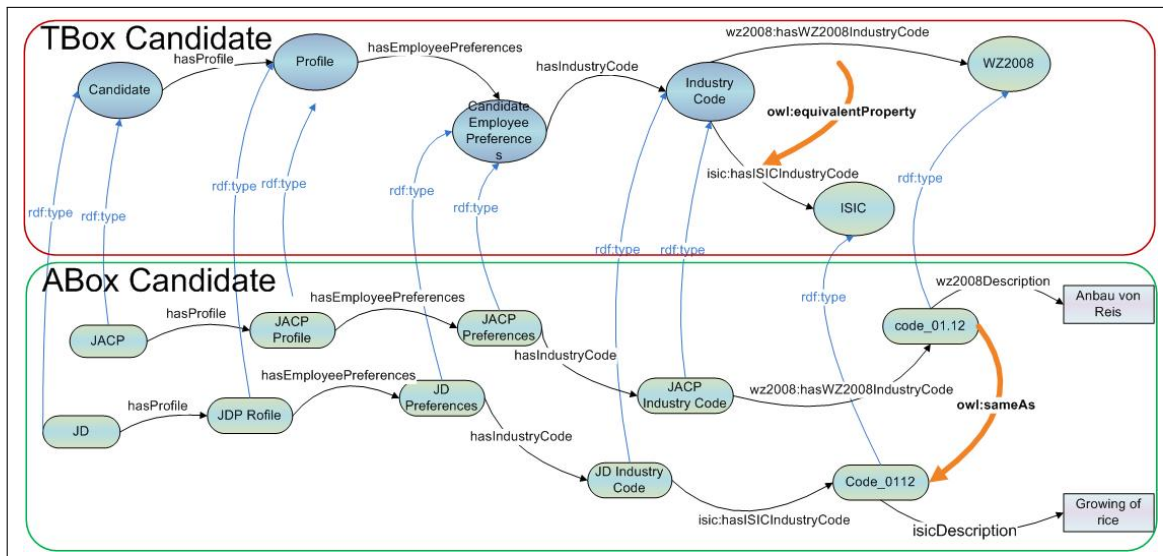 TBox Candidate
wz2008:hasWZ2008IndustryCode
hasEmployeePreferences
hasProfile
Profile
hasIndustryCode
WZ2008
Candidate
Industry
Code
Candidate
Employee
Preference
s
owl:equivalentProperty
isic:hasISICIndustryCode
rdf:type
rdf:type
rdf:type
rdf:type
rdf:type
rdf:type
ISIC
rdf:type
rdf:type
rdf:type
rdf:type
ABox Candidate
wz2008Description
Anbau von
Reis
hasEmployeePreferences
hasProfile
JACP
JACP
Profile
JACP
Preferences
code_01.12
hasIndustryCode
hasEmployeePreferences
JD
Preferences
JACP
Industry Code
wz2008:hasWZ2008IndustryCode
owl:sameAs
hasProfile
JDP Rofile
JD
hasIndustryCode
JD Industry
Code
Code_0112
isic:hasISICIndustryCode
isicDescription
Growing of
rice